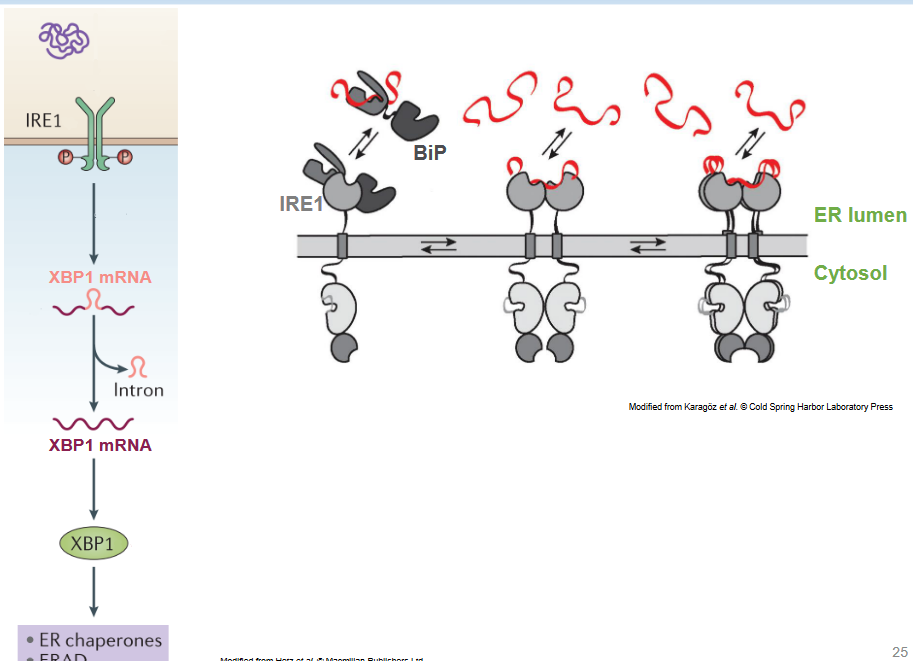 IRE1
P
P
XBP1 mRNA
Intron
XBP1 mRNA
XBP1
• ER chaperones
• ERAD
BiP
IRE1
ER lumen
Cytosol
Modified from Karagöz et al. © Cold Spring Harbor Laboratory Press
Modified from Herz et al. © Macmillan Publishers Ltd
25